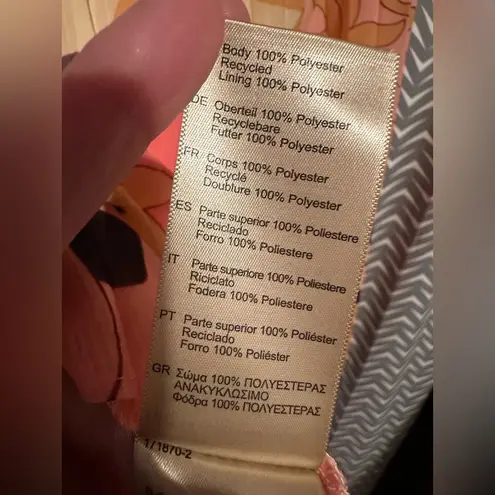 Body 100% Polyester
Recycled
Lining 100% Polyester
DE Oberteil 100% Polyester
Recyclebare
Futter 100% Polyester
FR Corps 100% Polyester
Recyclé
Doublure 100% Polyester
ES Parte superior 100% Poliestere
Reciclado
Forro 100% Poliestere
IT Parte superiore 100% Poliestere
Riciclato
Fodera 100% Poliestere
PT Parte superior 100% Poliéster
Reciclado
Forro 100% Poliéster
GR Σώμα 100% ΠΟΛΥΕΣΤΕΡΑΣ
ΑΝΑΚΥΚΛΩΣΙΜΟ
Φόδρα 100% ΠΟΛΥΕΣΤΕΡΑΣ
171870-2